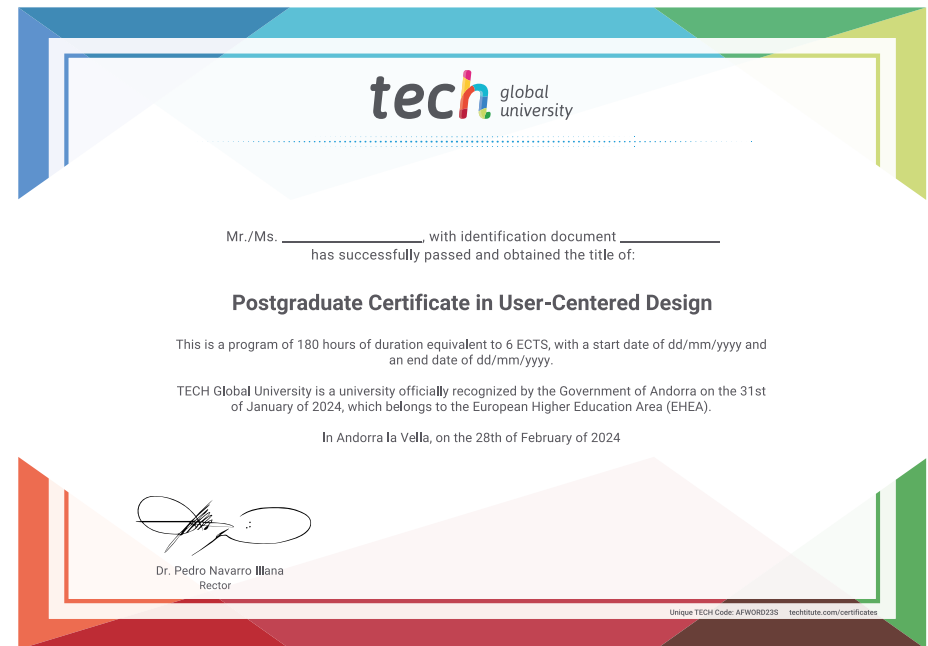 tech global university
Mr./Ms. ____________, with identification document ____________
has successfully passed and obtained the title of:
Postgraduate Certificate in User-Centered Design
This is a program of 180 hours of duration equivalent to 6 ECTS, with a start date of dd/mm/yyyy and
an end date of dd/mm/yyyy.
TECH Global University is a university officially recognized by the Government of Andorra on the 31st
of January of 2024, which belongs to the European Higher Education Area (EHEA).
In Andorra la Vella, on the 28th of February of 2024
Dr. Pedro Navarro Illana
Rector
Unique TECH Code: AFWORD23S techtitute.com/certificates